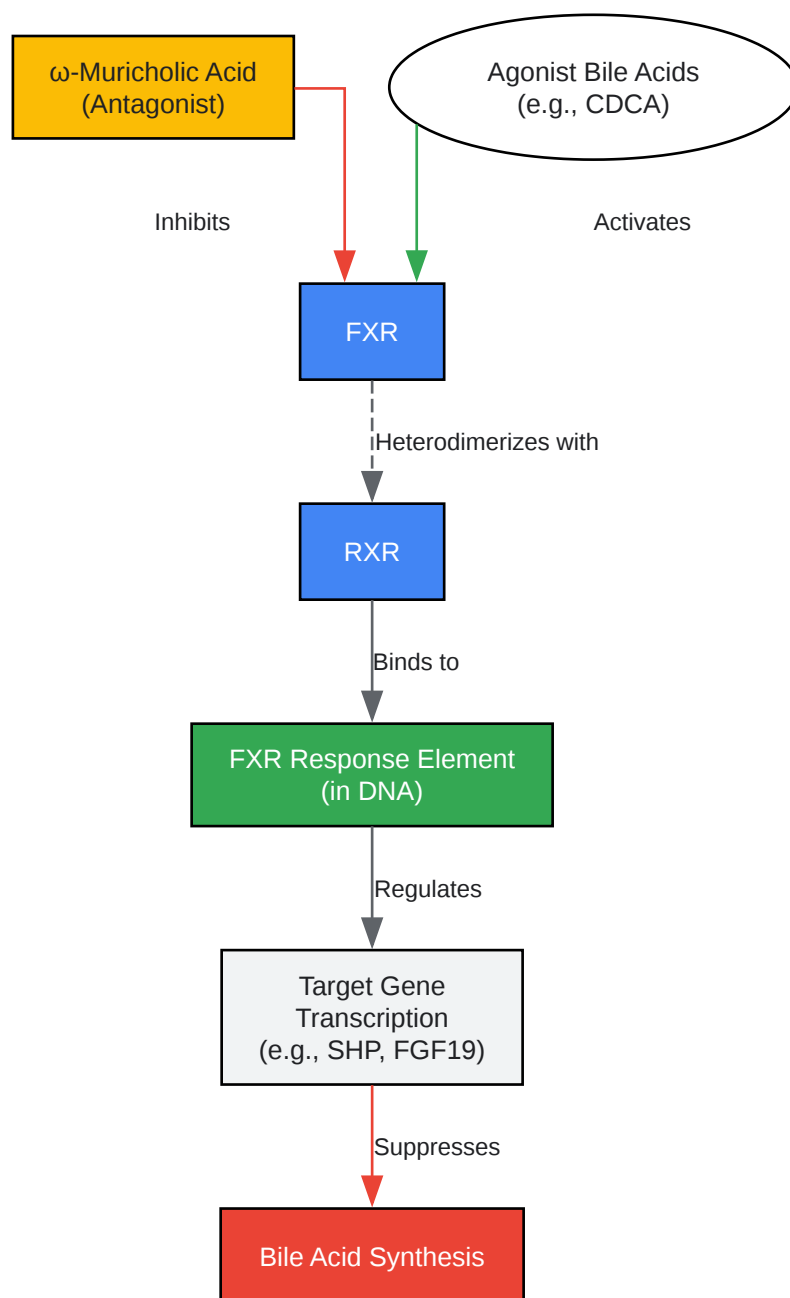 ω-Muricholic Acid
(Antagonist)
Agonist Bile Acids
(e.g., CDCA)
Inhibits
Activates
FXR
Heterodimerizes with
RXR
Binds to
FXR Response Element
(in DNA)
Regulates
Target Gene
Transcription
(e.g., SHP, FGF19)
Suppresses
Bile Acid Synthesis